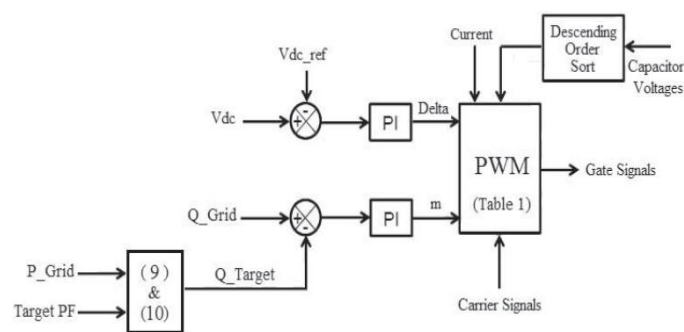 Vdc_ref
Current
Descending
Order
Sort
Capacitor
Voltages
Vdc
-
+
PI
Delta
PWM
(Table 1)
Gate Signals
Q_Grid
+
-
PI
m
P_Grid
Target PF
( 9 )
&
(10)
Q_Target
Carrier Signals